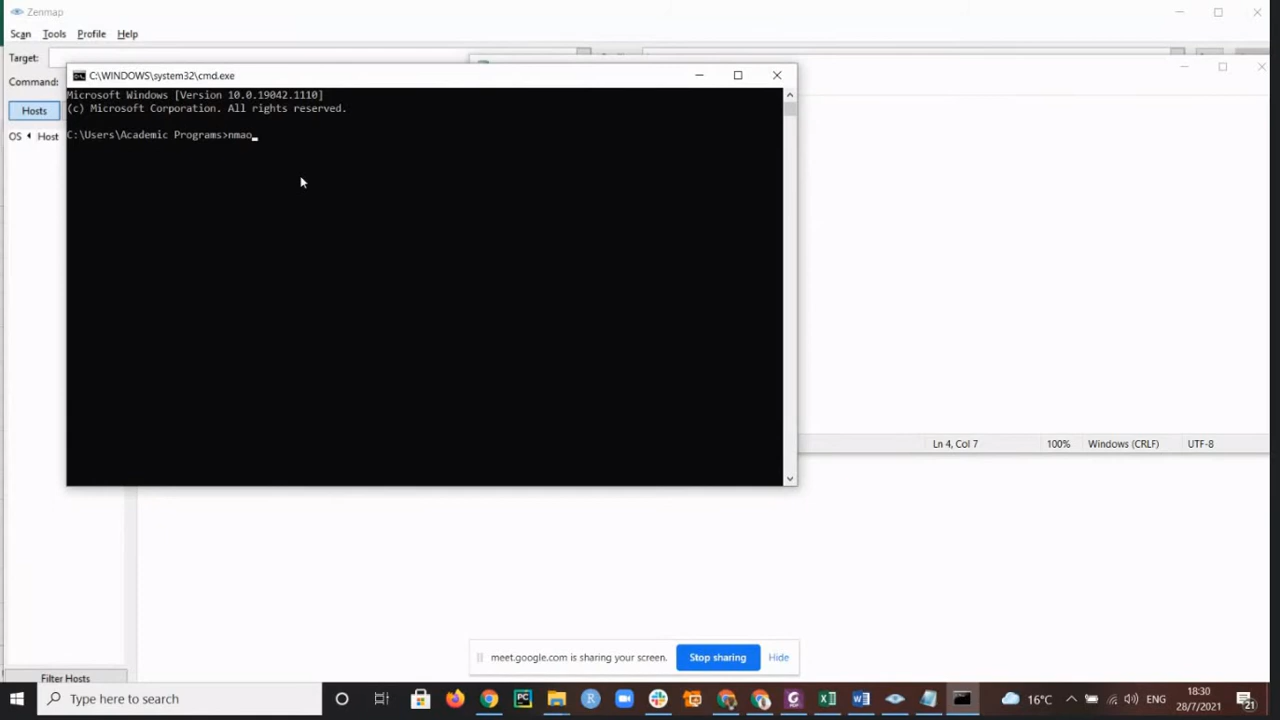 Zenmap
Scan Tools Profile Help
Target:
Command:
Hosts
OS Host
C:\WINDOWS\system32\cmd.exe
Microsoft Windows [Version 10.0.19042.1110]
(c) Microsoft Corporation. All rights reserved.
C:\Users\Academic Programs>nmao_
Ln 4, Col 7 100% Windows (CRLF) UTF-8
meet.google.com is sharing your screen. Stop sharing Hide
Filter Hosts
Type here to search
PC
R
16°C
ENG
18:30
28/7/2021
21